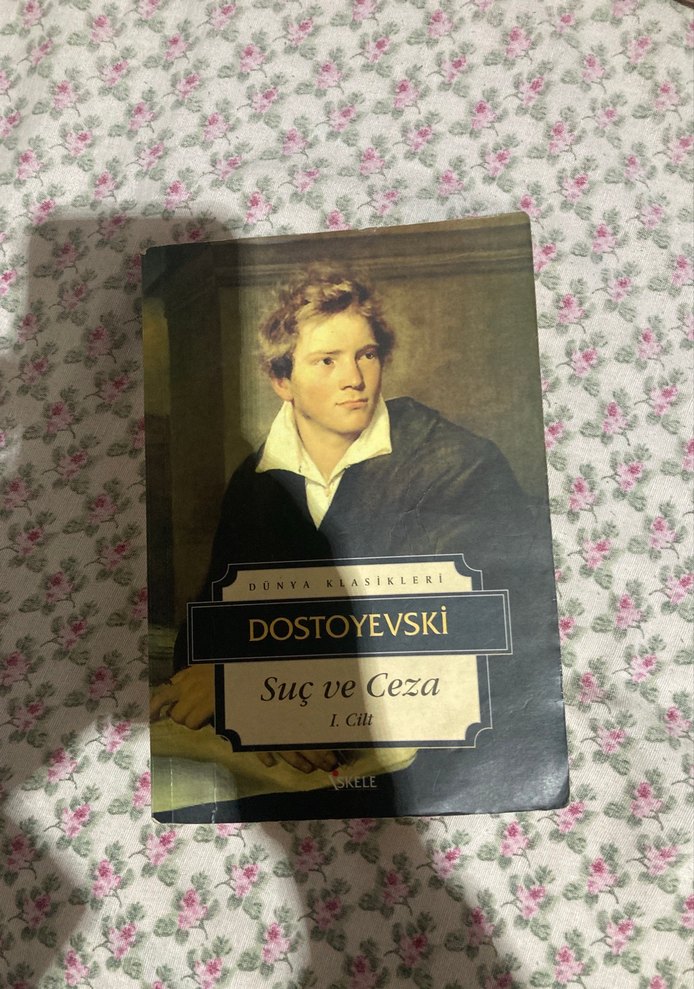 DÜNYA KLASİKLERİ
DOSTOYEVSKİ
Suç ve Ceza
I. Cilt
İSKELE